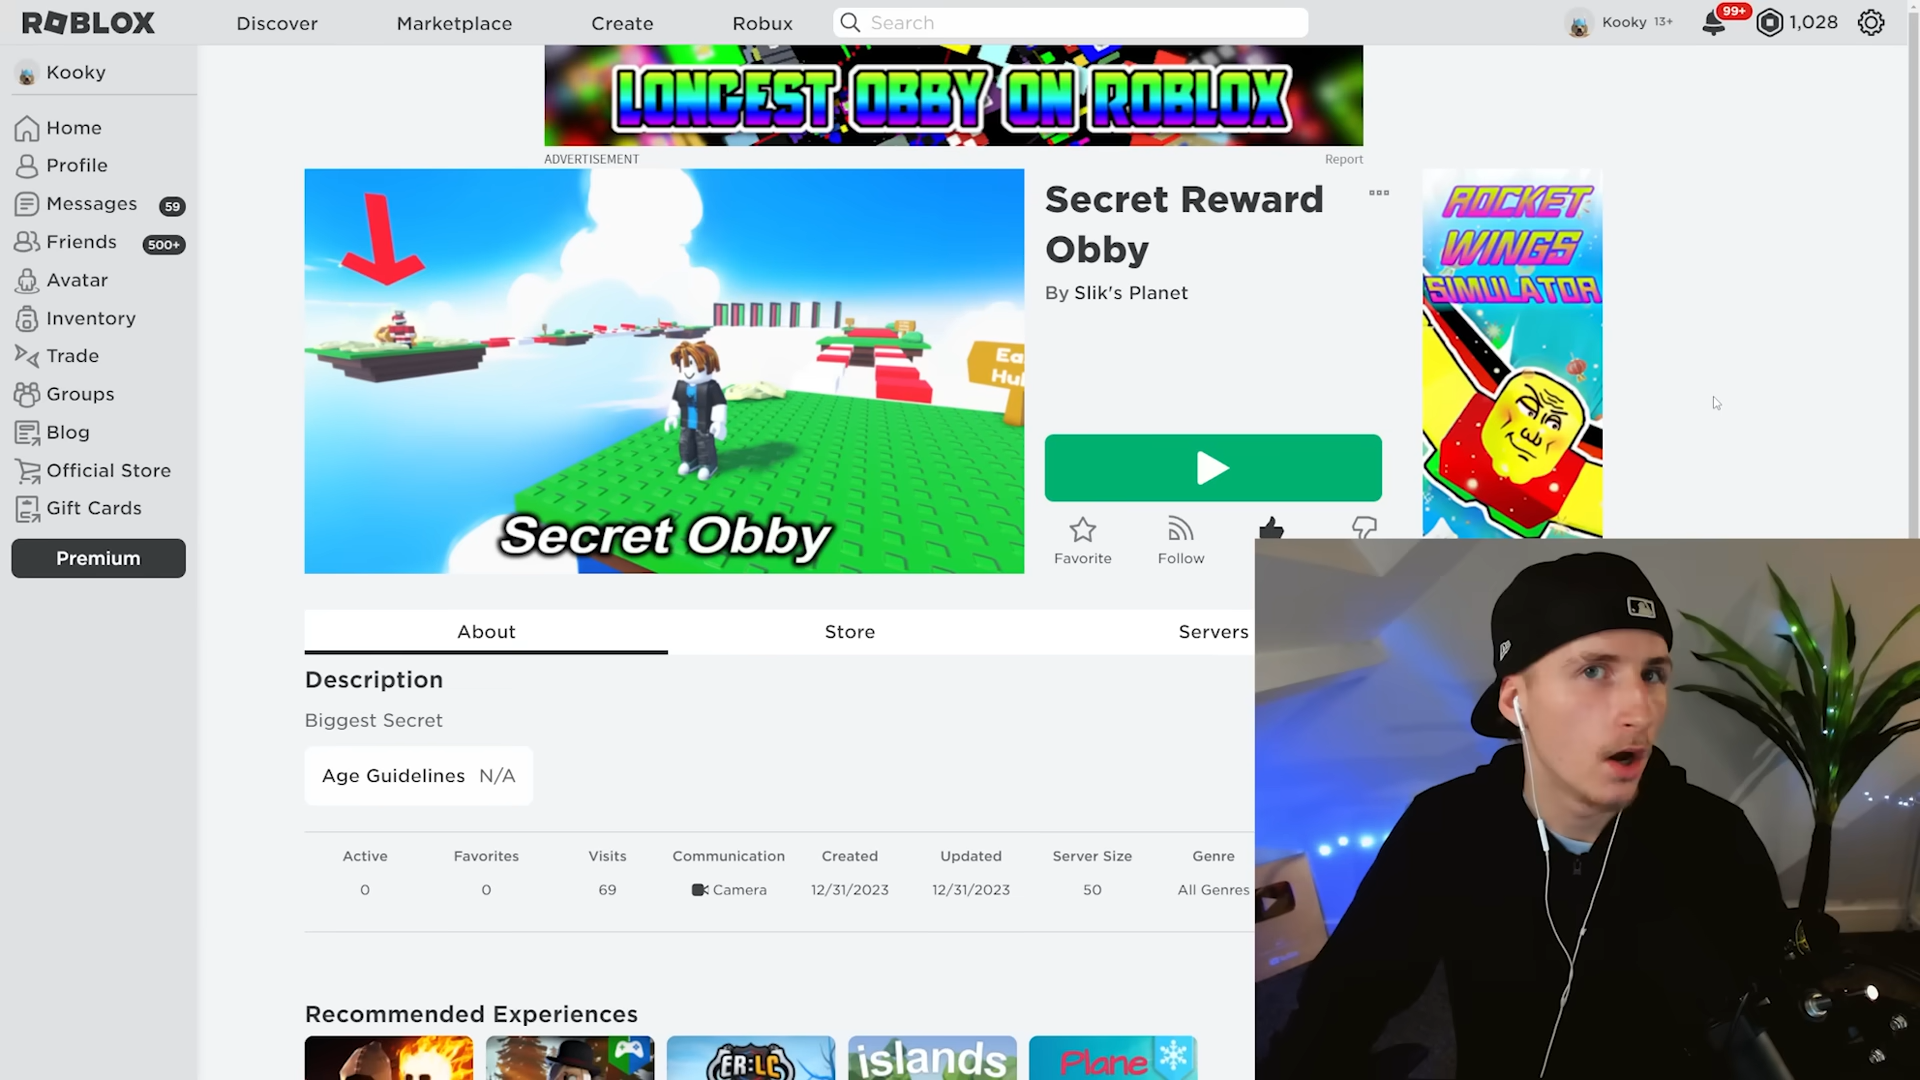 ROBLOX
Discover
Marketplace
Create
Robux
Search
Kooky 13+
99+
1,028
Kooky
Home
Profile
Messages 59
Friends 500+
Avatar
Inventory
Trade
Groups
Blog
Official Store
Gift Cards
Premium
LONGEST OBBY ON ROBLOX
ADVERTISEMENT
Report
Ea
Hu
Secret Obby
Secret Reward
Obby
By Slik's Planet
Favorite
Follow
ROCKET
WINGS
SIMULATOR
About
Store
Servers
Description
Biggest Secret
Age Guidelines N/A
Active
Favorites
Visits
Communication
Created
Updated
Server Size
Genre
0
0
69
Camera
12/31/2023
12/31/2023
50
All Genres
Recommended Experiences
ER:LC
islands
Plane